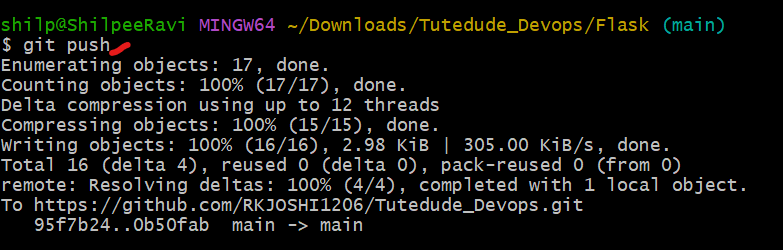 shilp@ShilpeeRavi MINGW64 ~/Downloads/Tutedude_Devops/Flask (main)
$ git push
Enumerating objects: 17, done.
Counting objects: 100% (17/17), done.
Delta compression using up to 12 threads
Compressing objects: 100% (15/15), done.
Writing objects: 100% (16/16), 2.98 KiB | 305.00 KiB/s, done.
Total 16 (delta 4), reused 0 (delta 0), pack-reused 0 (from 0)
remote: Resolving deltas: 100% (4/4), completed with 1 local object.
To https://github.com/RKJOSHI1206/Tutedude_Devops.git
   95f7b24..0b50fab  main -> main